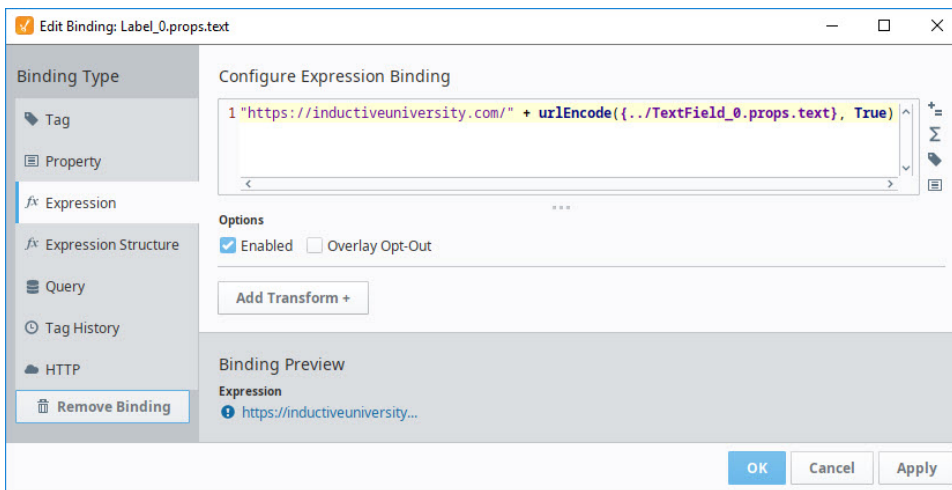 Edit Binding: Label_0.props.text
Binding Type
Tag
Property
fx Expression
fx Expression Structure
Query
Tag History
HTTP
Remove Binding
Configure Expression Binding
1 "https://inductiveuniversity.com/" + urlEncode({../TextField_0.props.text}, True)
Options
Enabled Overlay Opt-Out
Add Transform +
Binding Preview
Expression
https://inductiveuniversity...
OK Cancel Apply